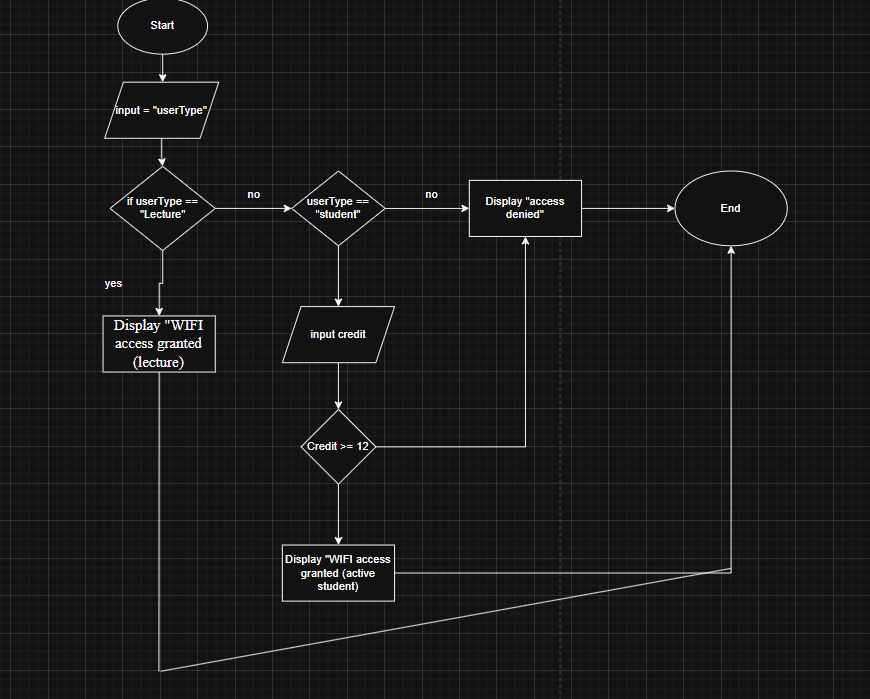 Start
input = "userType"
if userType ==
"Lecture"
no
userType ==
"student"
no
Display "access
denied"
End
yes
Display "WIFI
access granted
(lecture)
input credit
Credit >= 12
Display "WIFI access
granted (active
student)